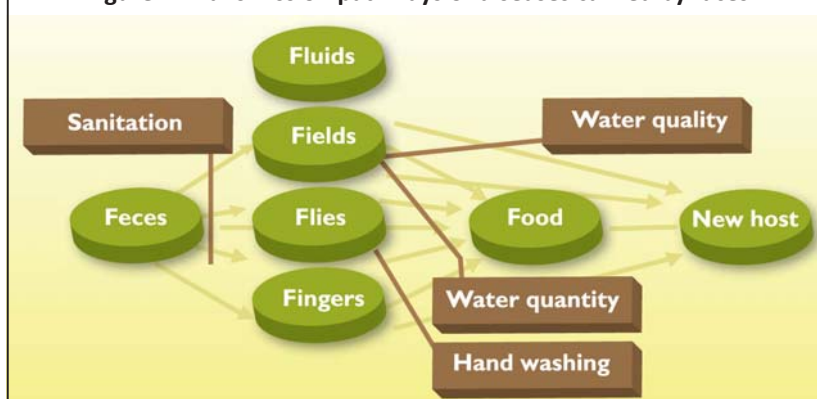 Fluids
Sanitation
Fields
Water quality
Feces
Flies
Food
New host
Fingers
Water quantity
Hand washing